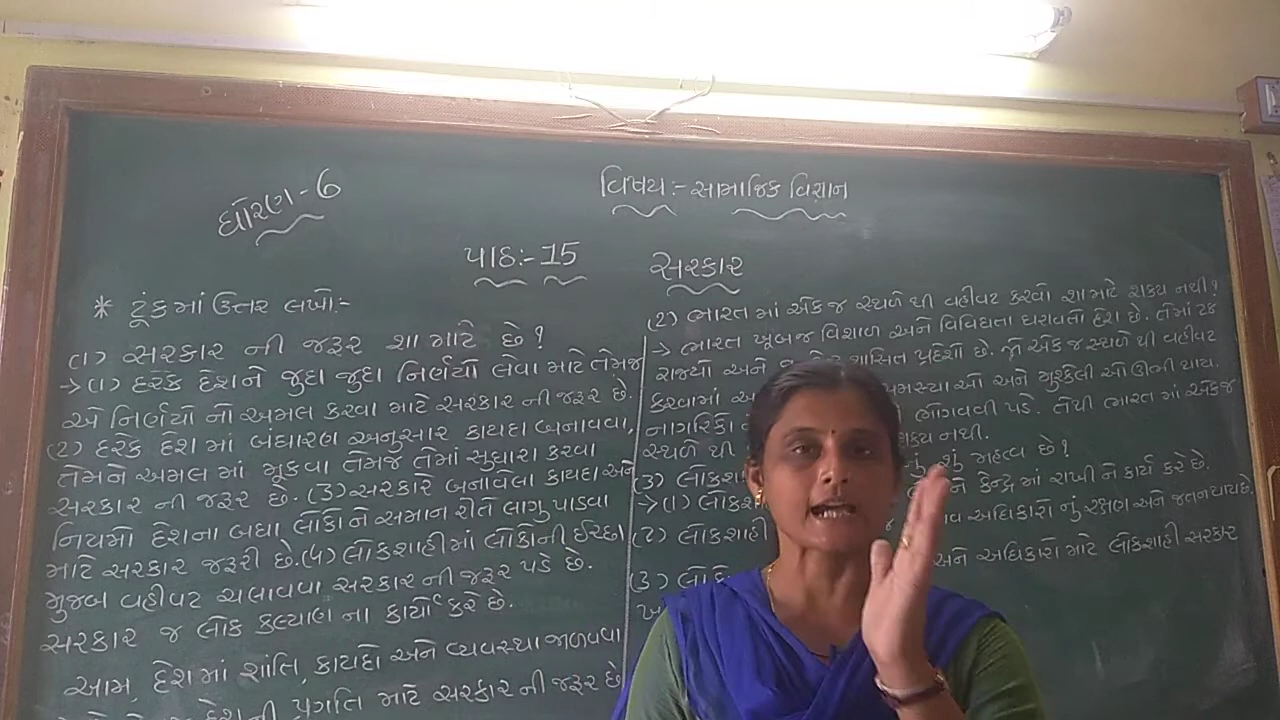 ધોરણ-6
વિષય:- સામાજિક વિજ્ઞાન
પાઠ:- 15
સરકાર
* ટૂંકમાં ઉત્તર લખો:-
(1) સરકાર ની જરૂર શા માટે છે?
→(1) દરેક દેશને જુદા જુદા નિર્ણયો લેવા માટે તેમજ
એ નિર્ણયો નો અમલ કરવા માટે સરકાર ની જરૂર છે.
(2) દરેક દેશ માં બંધારણ અનુસાર કાયદા બનાવવા,
તેમને અમલ માં મૂકવા તેમજ તેમાં સુધારા કરવા
સરકાર ની જરૂર છે. (3) સરકારે બનાવેલા કાયદા અને
નિયમો દેશના બધા લોકોને સમાન રીતે લાગુ પાડવા
માટે સરકાર જરૂરી છે.(4) લોકશાહીમાં લોકોની ઈચ્છા
મુજબ વહીવટ ચલાવવા સરકાર ની જરૂર પડે છે.
સરકાર જ લોક કલ્યાણ ના કાર્યો કરે છે.
આમ, દેશ માં શાંતિ, કાયદો અને વ્યવસ્થા જાળવવા
દેશની પ્રગતિ માટે સરકાર ની જરૂર છે
(2) ભારત માં એક જ સ્થળે થી વહીવટ કરવો શા માટે શક્ય નથી?
→ ભારત ખૂબજ વિશાળ અને વિવિધતા ધરાવતો દેશ છે. તેમાં ૨૮
રાજ્યો અને શાસિત પ્રદેશો છે. જો એક જ સ્થળે થી વહીવટ
કરવામાં સમસ્યા ઓ અને મુશ્કેલી ઓ ઊભી થાય.
નાગરિકો ભોગવવી પડે. તેથી ભારત માં એકજ
સ્થળે થી શક્ય નથી.
(3) નું શું મહત્વ છે?
→(1) ને કેન્દ્ર માં રાખી ને કાર્ય કરે છે.
(2) લોકશાહી અધિકારો નું રક્ષણ અને જતન થાય છે.
(3) અને અધિકારો માટે લોકશાહી સરકાર